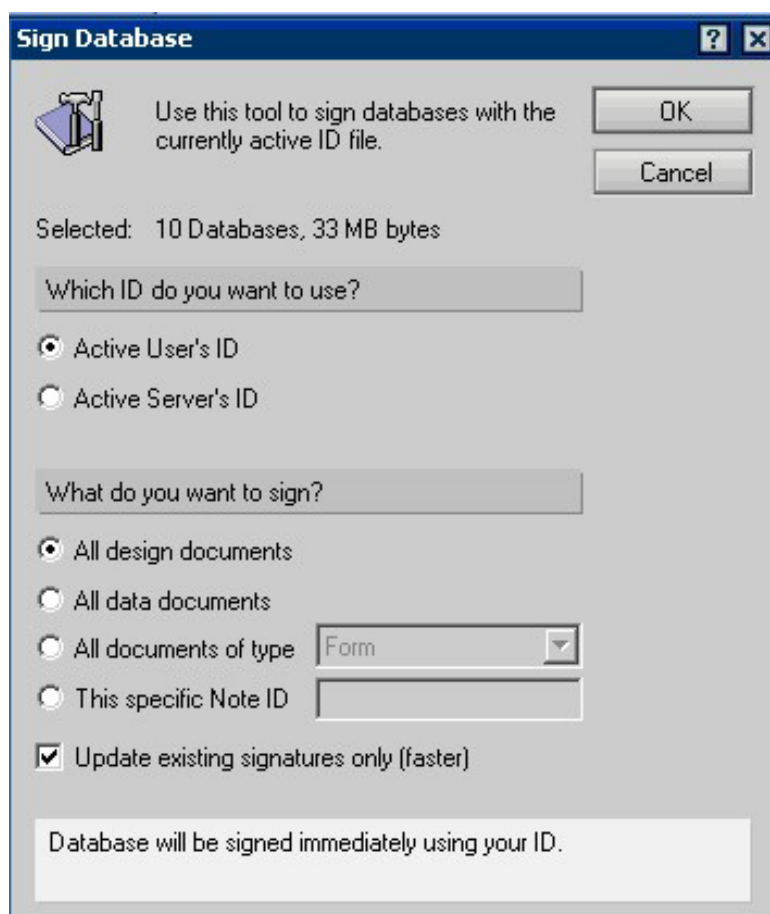 Sign Database
Use this tool to sign databases with the
currently active ID file.
OK
Cancel
Selected: 10 Databases, 33 MB bytes
Which ID do you want to use?
Active User's ID
Active Server's ID
What do you want to sign?
All design documents
All data documents
All documents of type Form
This specific Note ID
Update existing signatures only (faster)
Database will be signed immediately using your ID.